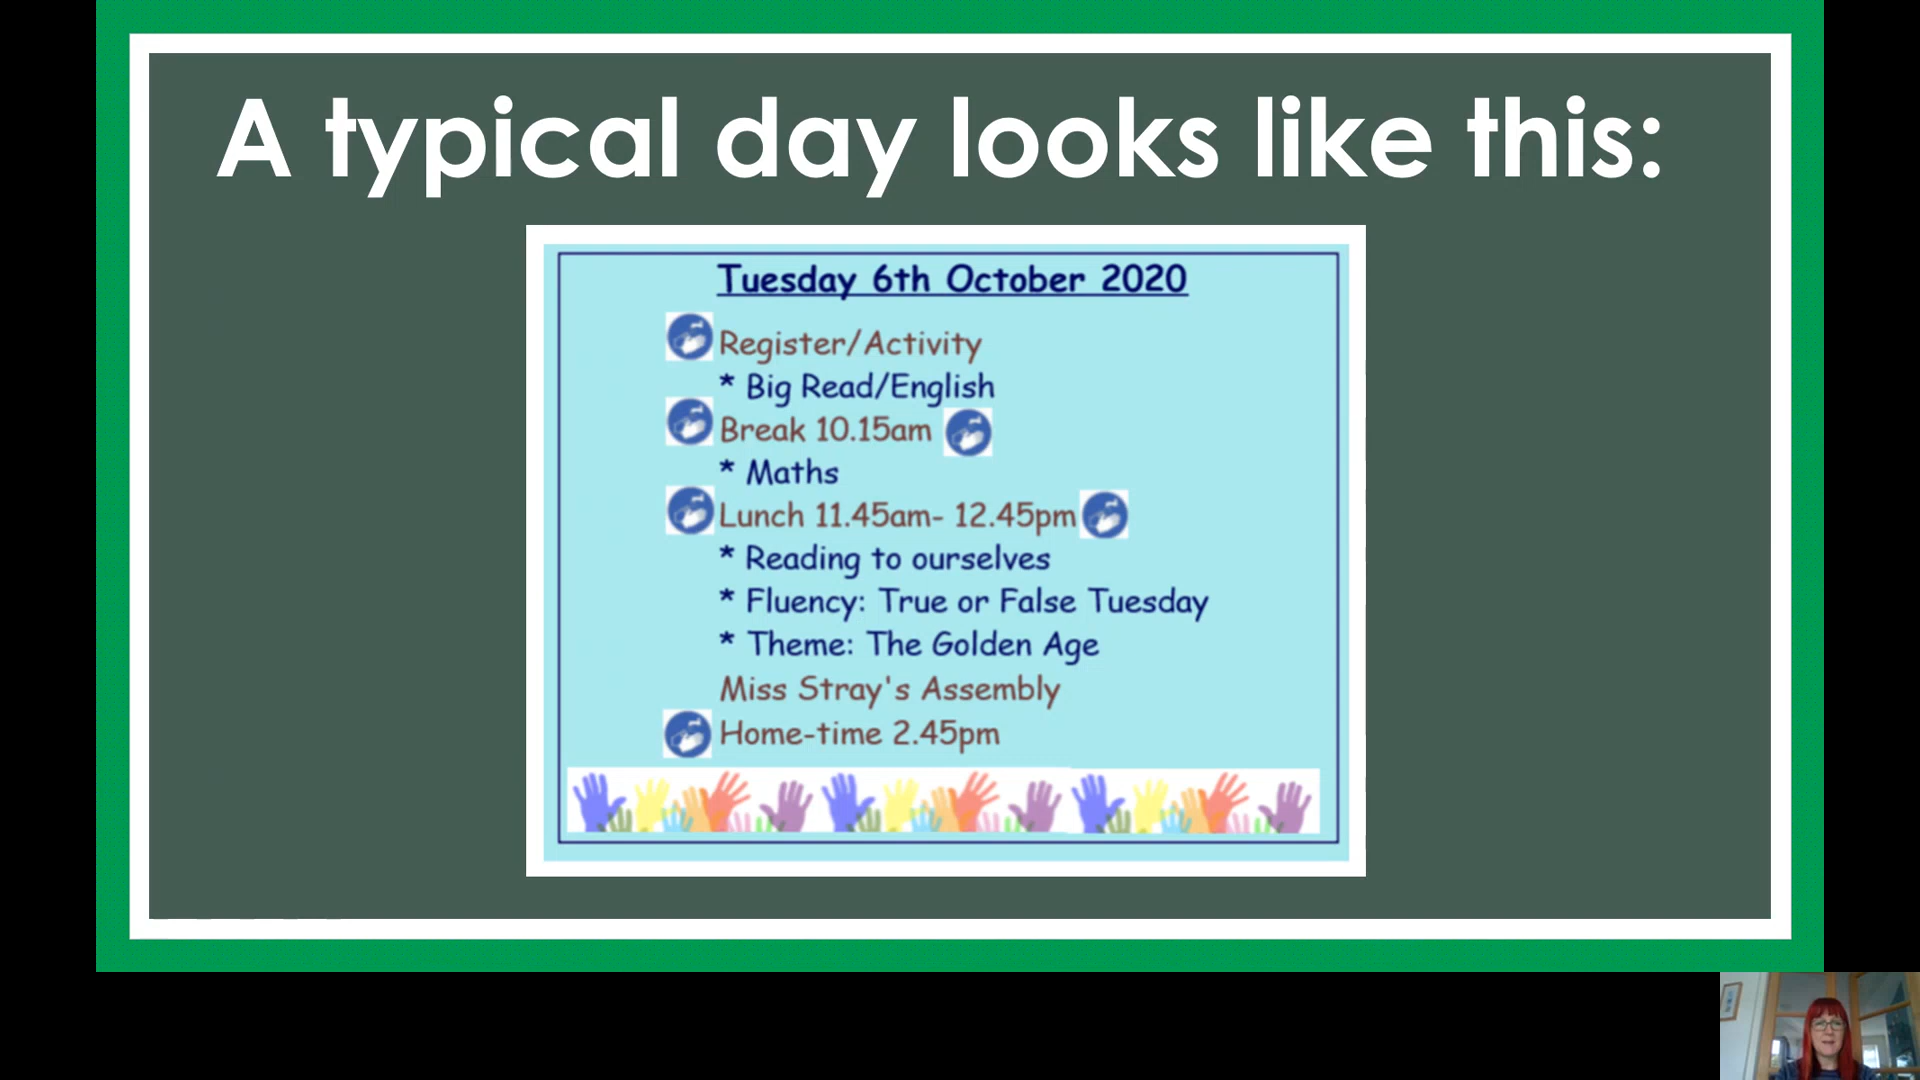 A typical day looks like this:
Tuesday 6th October 2020
Register/Activity
* Big Read/English
Break 10.15am
* Maths
Lunch 11.45am- 12.45pm
* Reading to ourselves
* Fluency: True or False Tuesday
* Theme: The Golden Age
Miss Stray's Assembly
Home-time 2.45pm